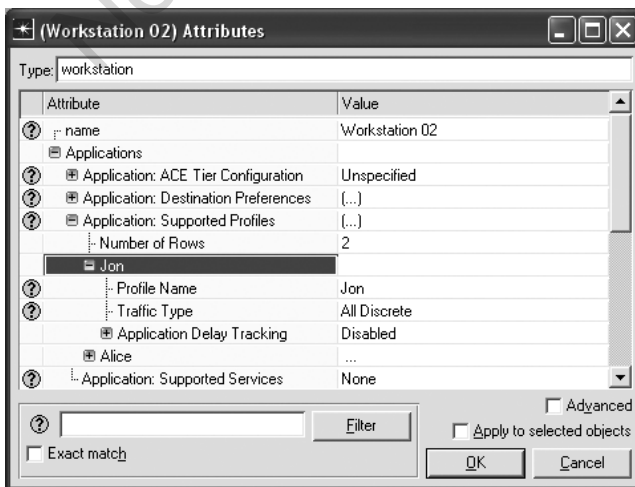 (Workstation 02) Attributes
Type: workstation
Attribute Value
name Workstation 02
Applications
Application: ACE Tier Configuration Unspecified
Application: Destination Preferences (...)
Application: Supported Profiles (...)
Number of Rows 2
Jon
Profile Name Jon
Traffic Type All Discrete
Application Delay Tracking Disabled
Alice ...
Application: Supported Services None
Advanced
Filter
Apply to selected objects
Exact match
OK Cancel